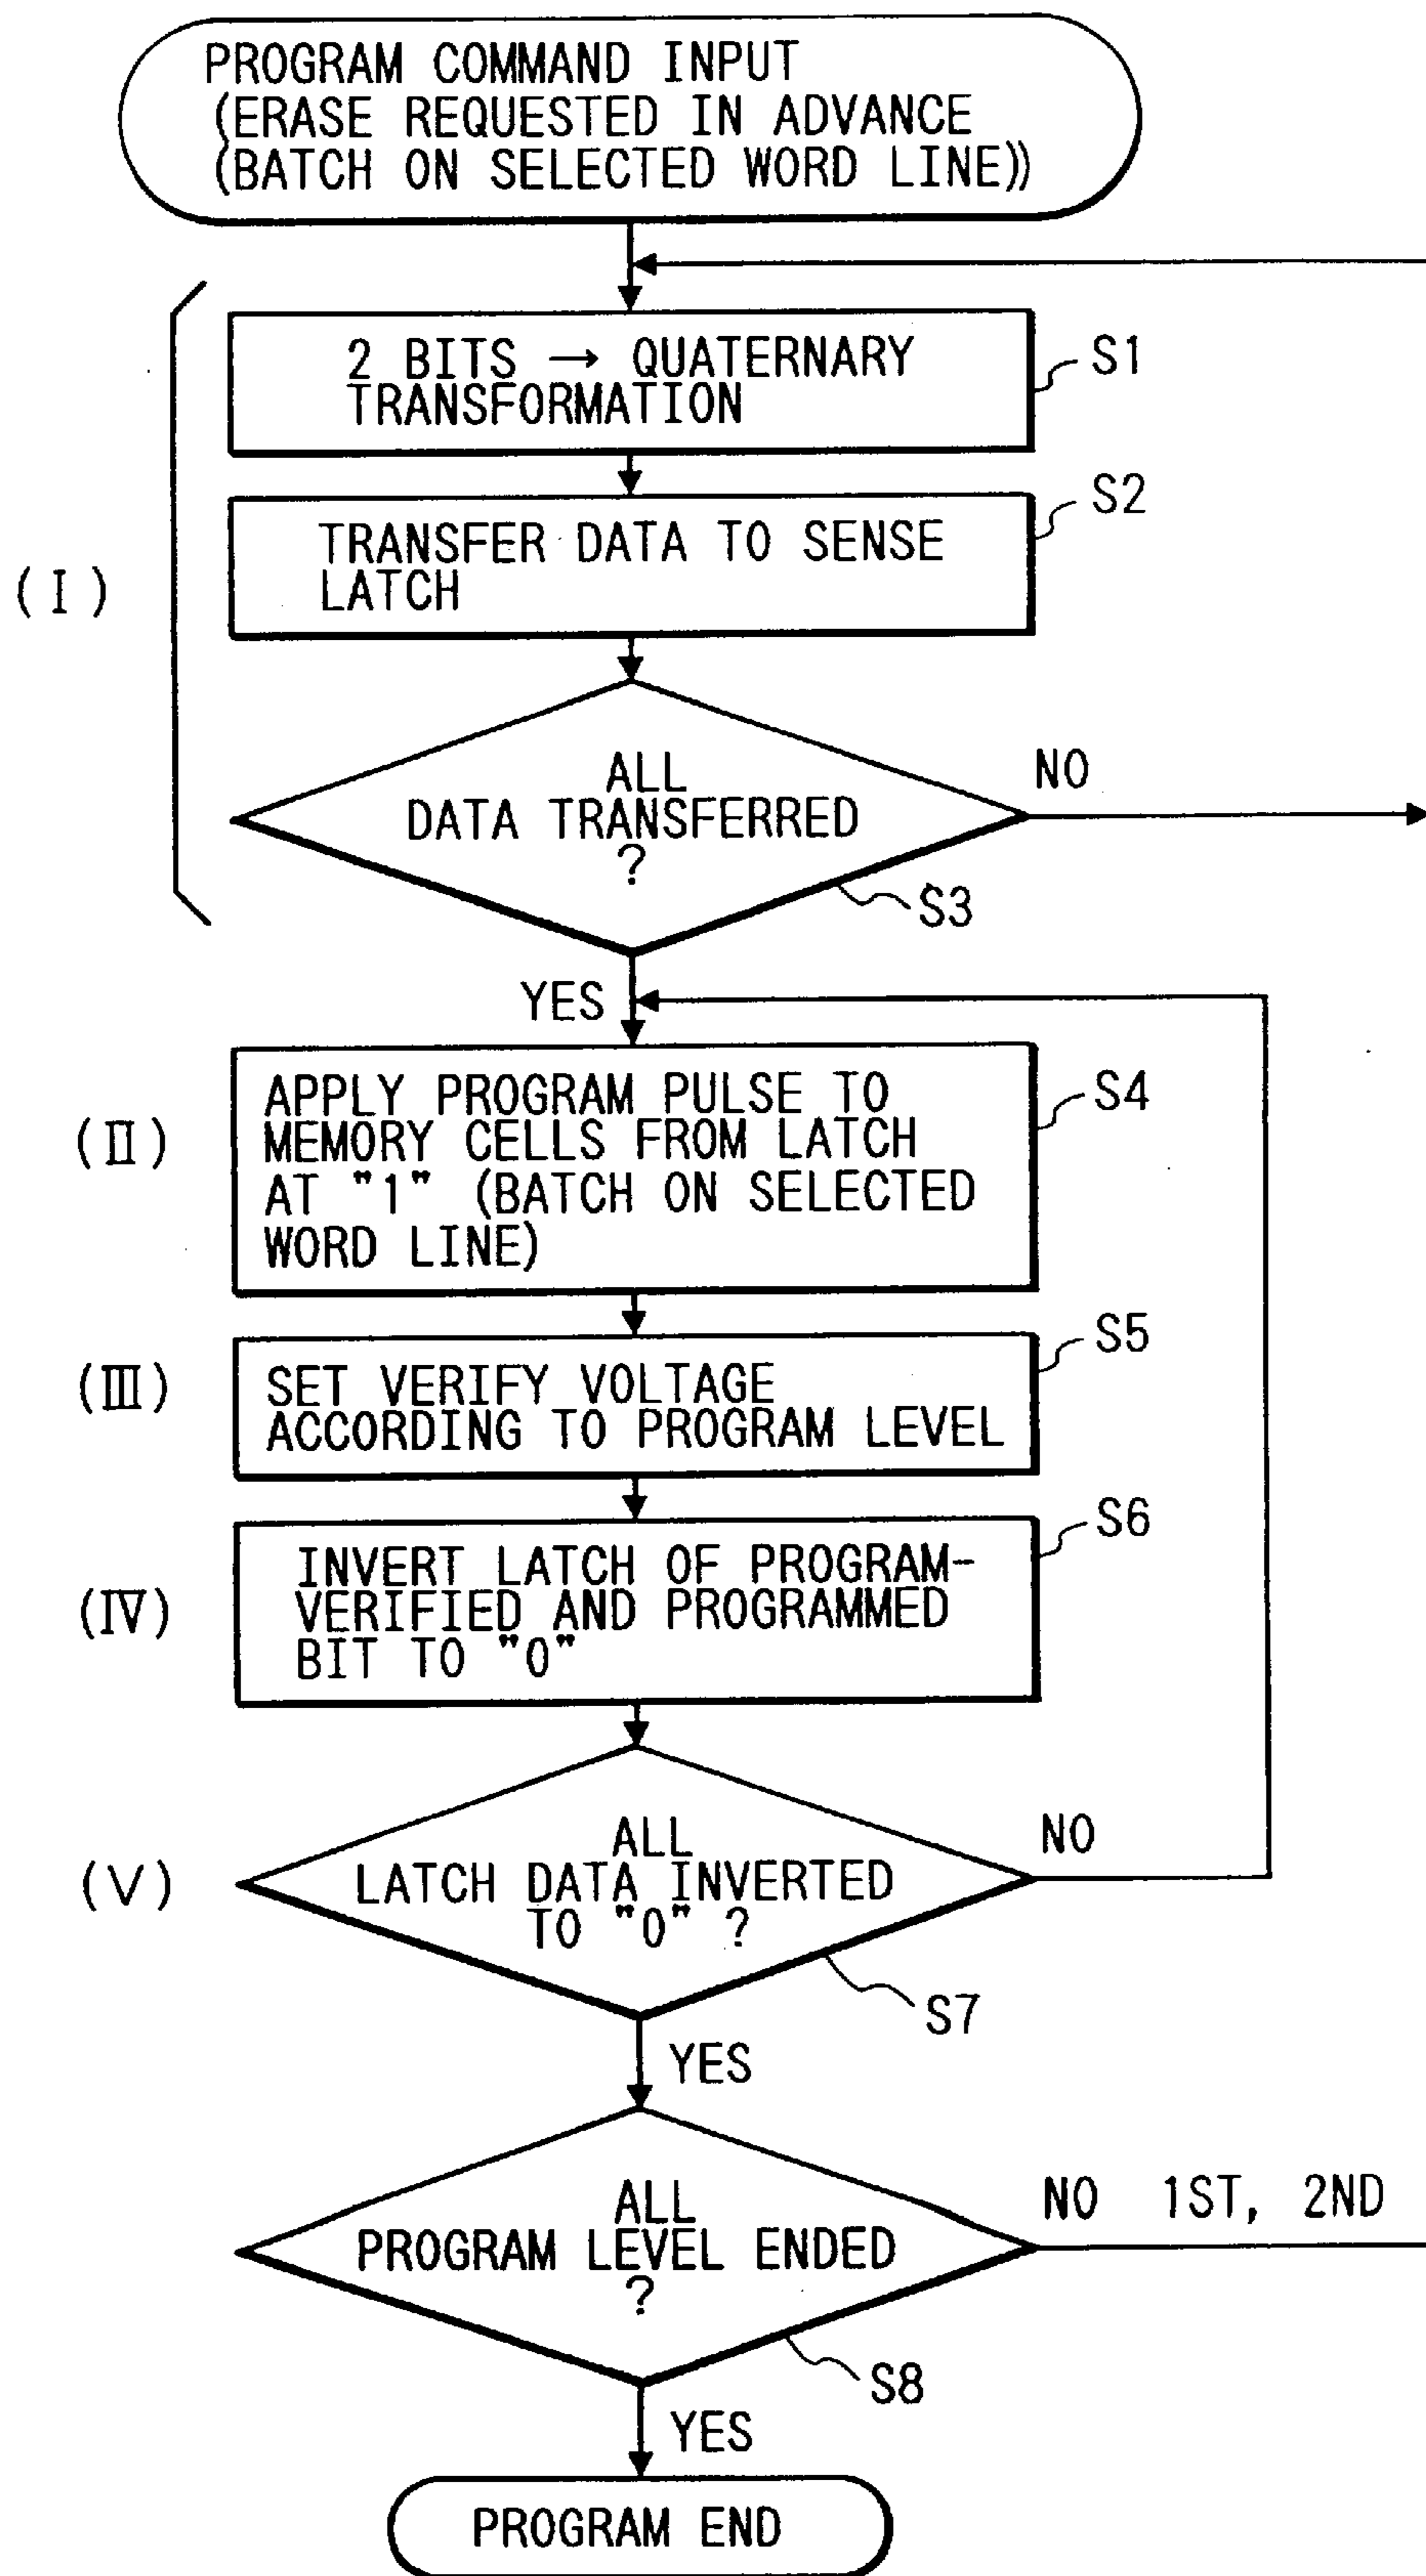 PROGRAM COMMAND INPUT
(ERASE REQUESTED IN ADVANCE
(BATCH ON SELECTED WORD LINE))
2 BITS → QUATERNARY
TRANSFORMATION
S1
TRANSFER DATA TO SENSE
LATCH
S2
(I)
ALL
DATA TRANSFERRED
?
NO
S3
YES
(II)
APPLY PROGRAM PULSE TO
MEMORY CELLS FROM LATCH
AT "1" (BATCH ON SELECTED
WORD LINE)
S4
(III)
SET VERIFY VOLTAGE
ACCORDING TO PROGRAM LEVEL
S5
(IV)
INVERT LATCH OF PROGRAM-
VERIFIED AND PROGRAMMED
BIT TO "0"
S6
(V)
ALL
LATCH DATA INVERTED
TO "0" ?
NO
S7
YES
ALL
PROGRAM LEVEL ENDED
?
NO 1ST, 2ND
S8
YES
PROGRAM END